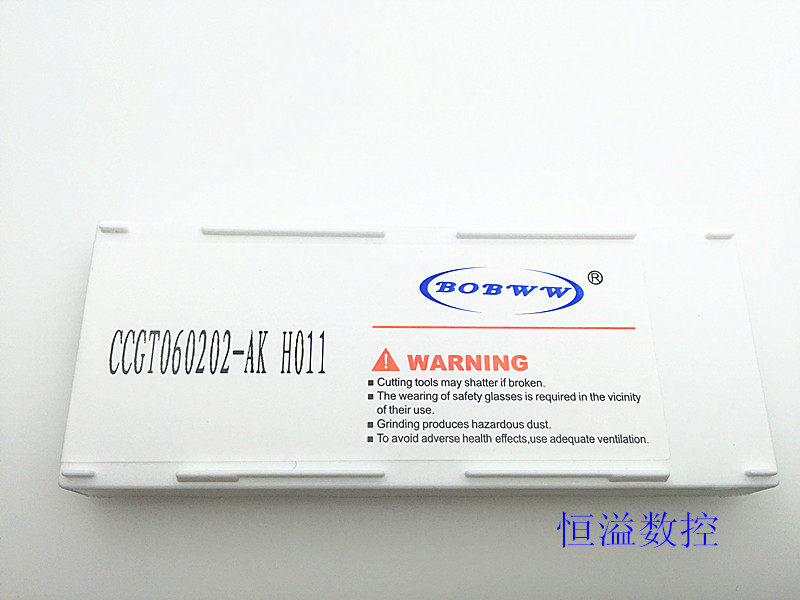 BOBWW®
CCGT060202-AK H011
WARNING
Cutting tools may shatter if broken.
The wearing of safety glasses is required in the vicinity
of their use.
Grinding produces hazardous dust.
To avoid adverse health effects,use adequate ventilation.
恒溢数控